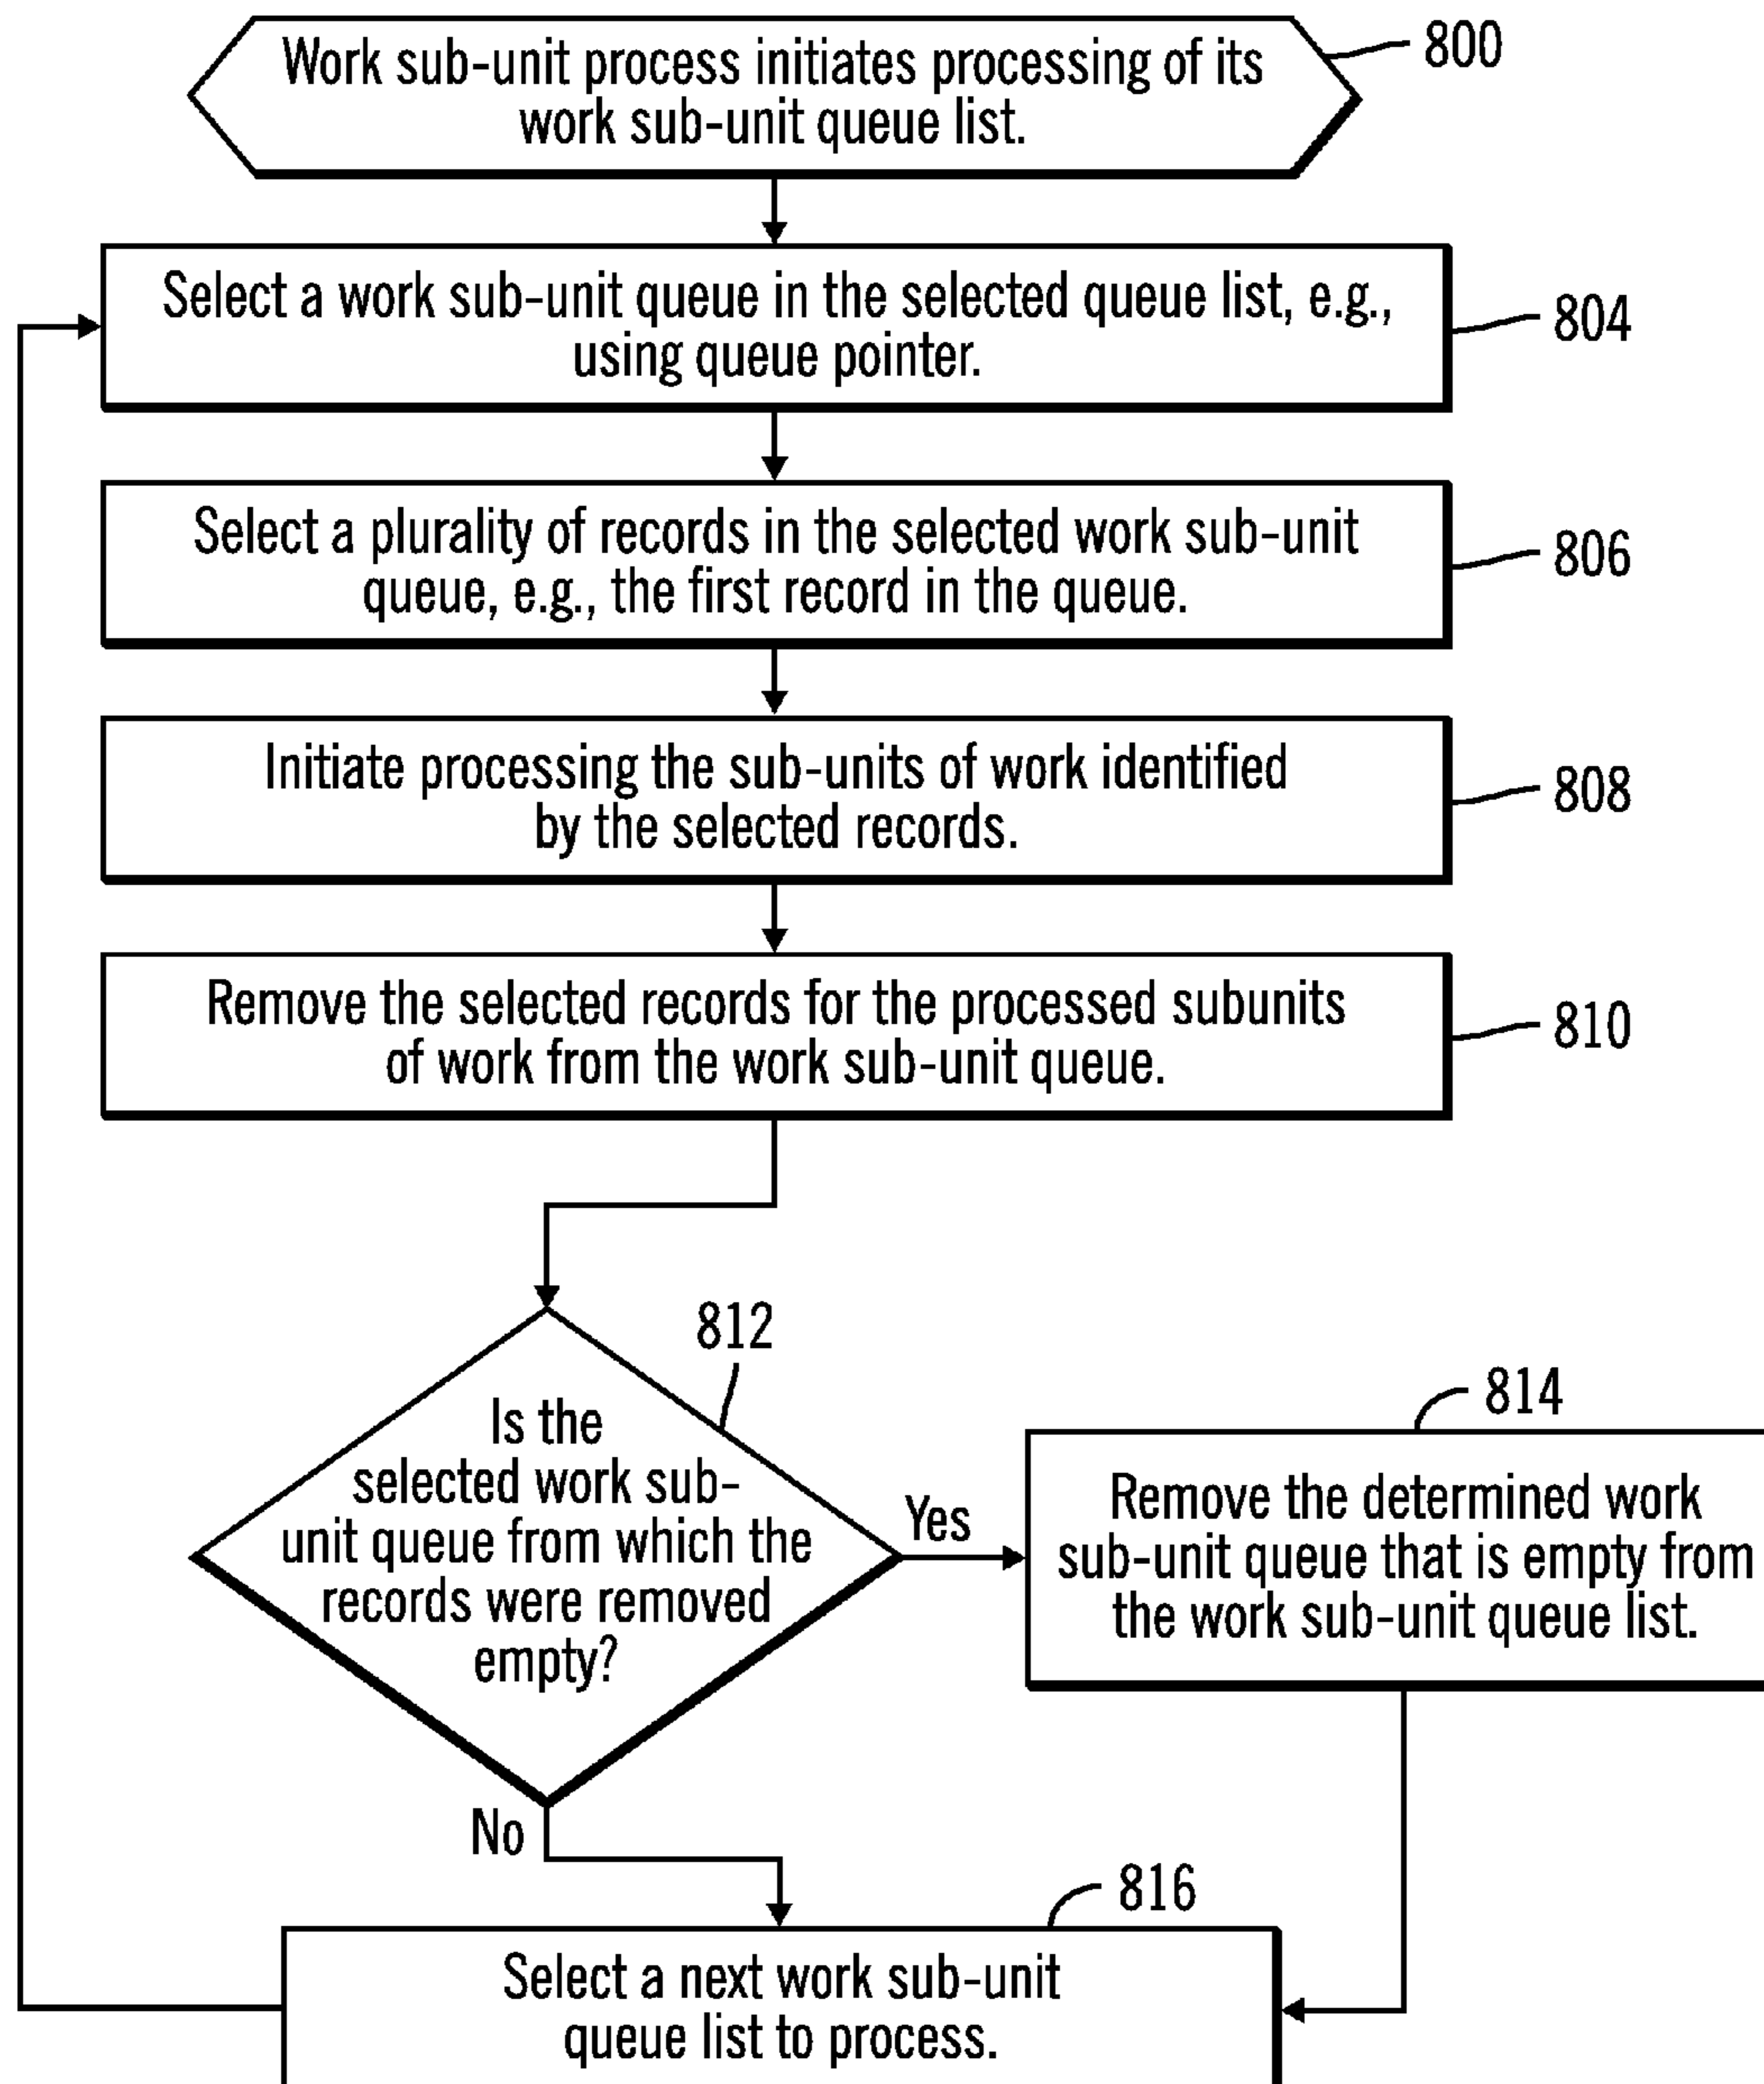 Work sub-unit process initiates processing of its
work sub-unit queue list.
800
Select a work sub-unit queue in the selected queue list, e.g.,
using queue pointer.
804
Select a plurality of records in the selected work sub-unit
queue, e.g., the first record in the queue.
806
Initiate processing the sub-units of work identified
by the selected records.
808
Remove the selected records for the processed subunits
of work from the work sub-unit queue.
810
812
Is the
selected work sub-
unit queue from which the
records were removed
empty?
Yes
814
Remove the determined work
sub-unit queue that is empty from
the work sub-unit queue list.
No
816
Select a next work sub-unit
queue list to process.